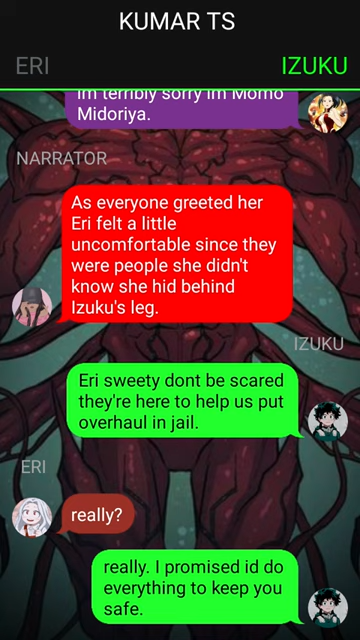 KUMAR TS
ERI
IZUKU
im terribly sorry im Momo
Midoriya.
NARRATOR
As everyone greeted her
Eri felt a little
uncomfortable since they
were people she didn't
know she hid behind
Izuku's leg.
IZUKU
Eri sweety dont be scared
they're here to help us put
overhaul in jail.
ERI
really?
really. I promised id do
everything to keep you
safe.